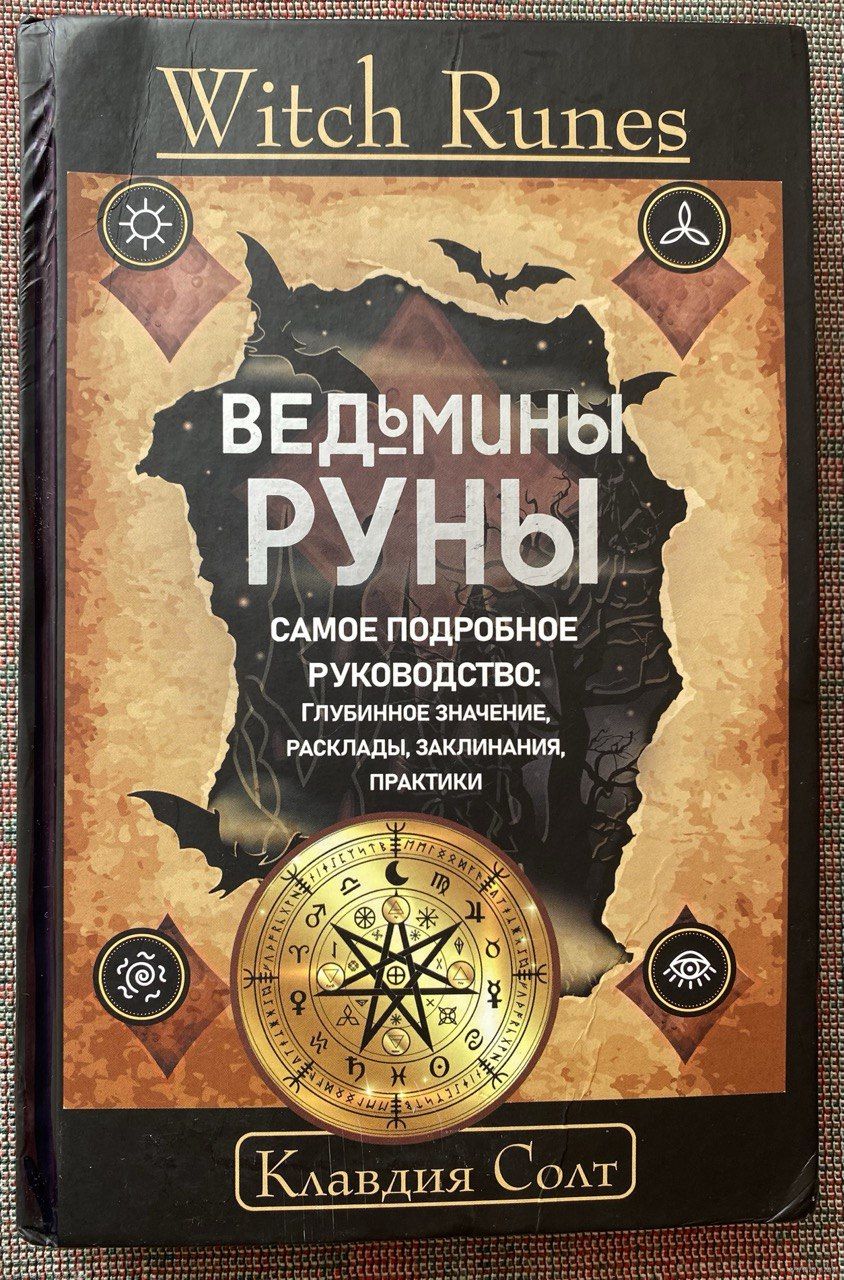 Witch Runes
ВЕДЬМИНЫ
РУНЫ
САМОЕ ПОДРОБНОЕ
РУКОВОДСТВО:
ГЛУБИННОЕ ЗНАЧЕНИЕ,
РАСКЛАДЫ, ЗАКЛИНАНИЯ,
ПРАКТИКИ
Клавдия Солт